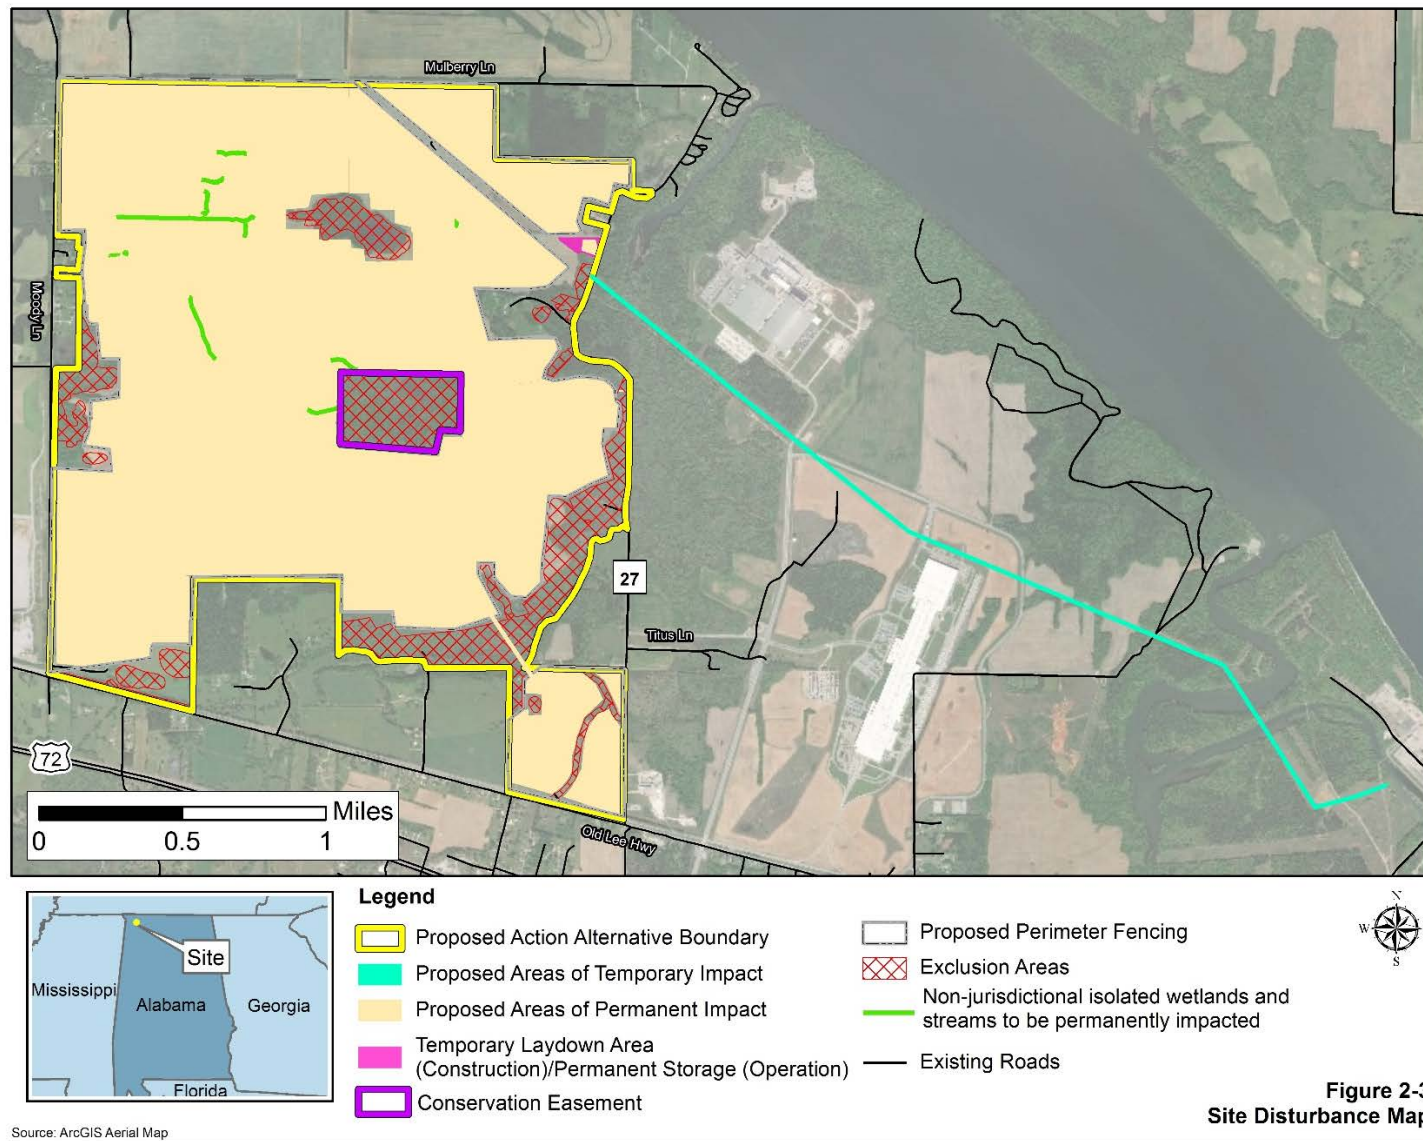 Mulberry Ln
Moody Ln
27
Titus Ln
72
Old Lee Hwy
Miles
0 0.5 1
Site
Mississippi
Alabama
Georgia
Florida
Legend
Proposed Action Alternative Boundary
Proposed Areas of Temporary Impact
Proposed Areas of Permanent Impact
Temporary Laydown Area
(Construction)/Permanent Storage (Operation)
Conservation Easement
Proposed Perimeter Fencing
Exclusion Areas
Non-jurisdictional isolated wetlands and
streams to be permanently impacted
Existing Roads
N
W
S
Figure 2-3
Site Disturbance Map
Source: ArcGIS Aerial Map